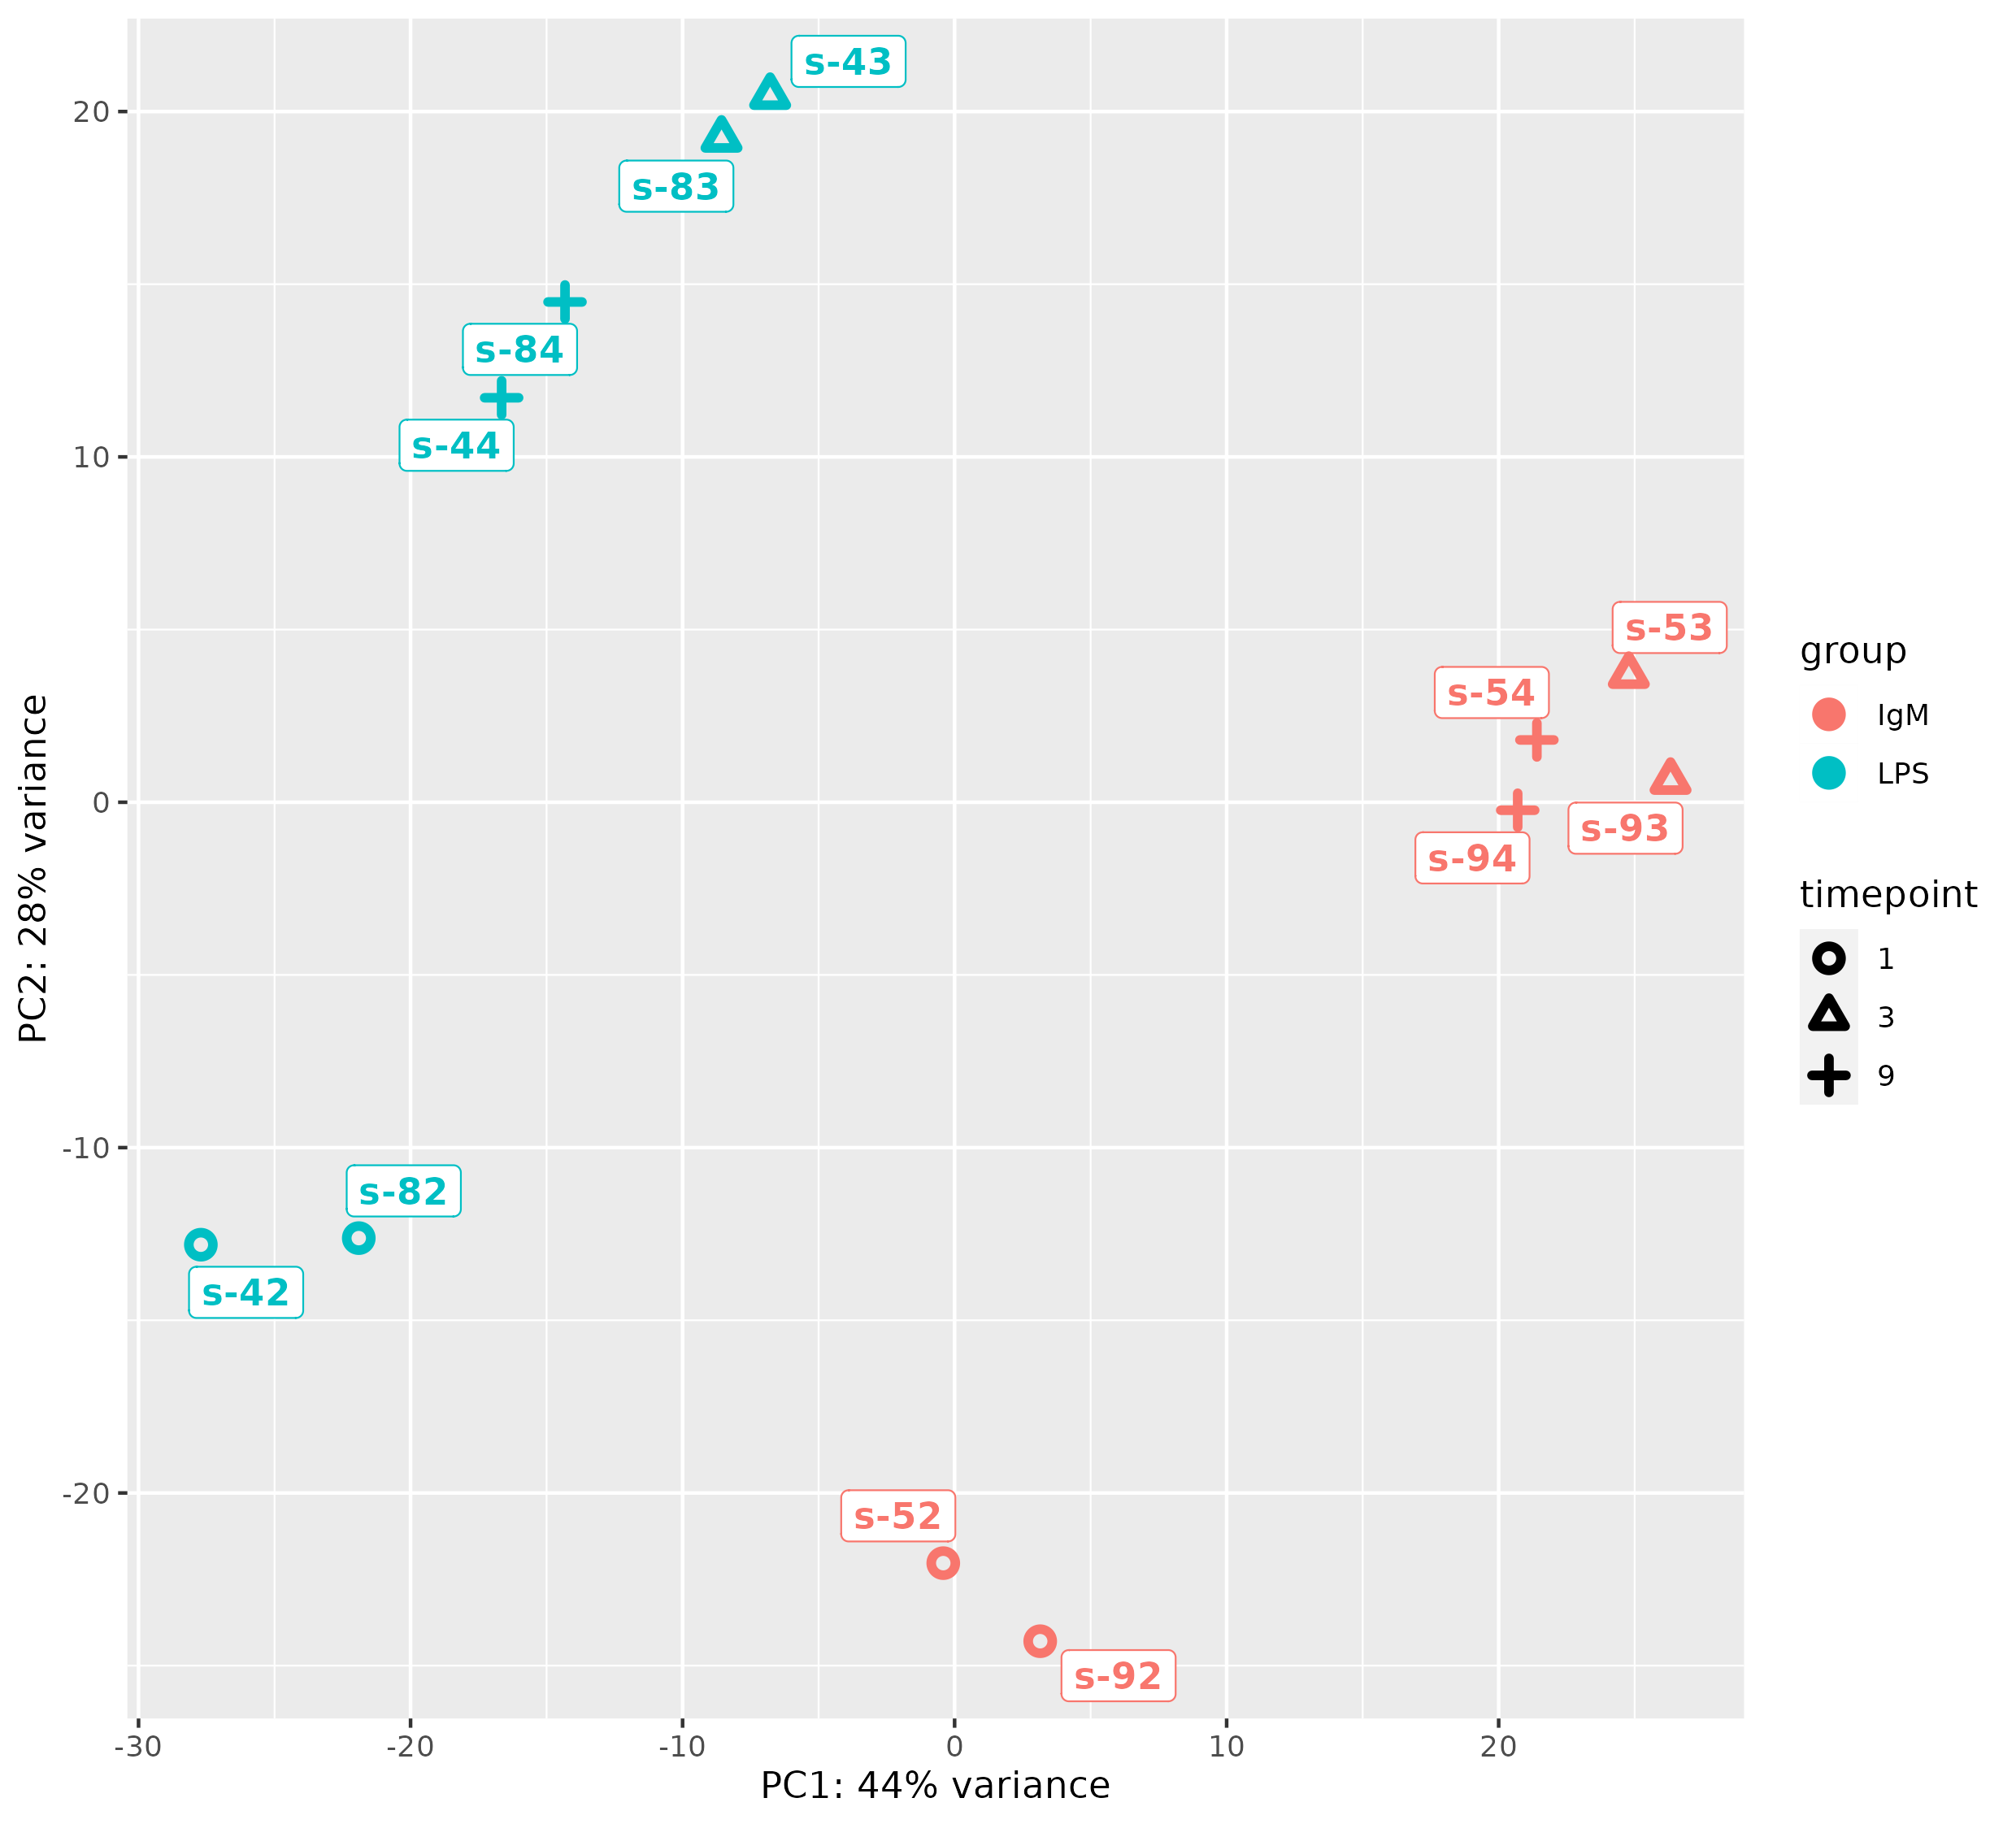 s-43
20
s-83
s-84
s-44
10
s-53
s-54
0
s-93
s-94
-10
s-82
s-42
-20
s-52
s-92
-30
-20
-10
0
10
20
PC1: 44% variance
PC2: 28% variance
group
IgM
LPS
timepoint
1
3
9